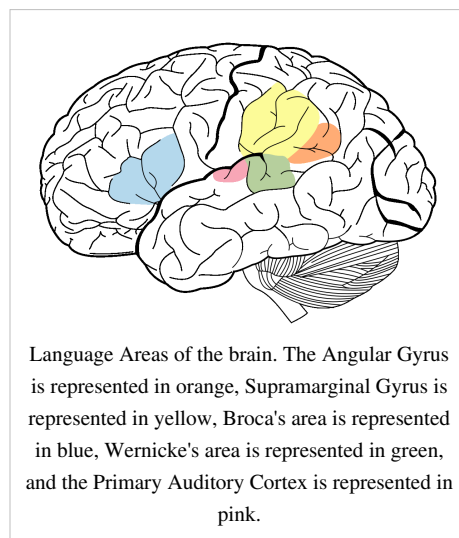 Language Areas of the brain. The Angular Gyrus
is represented in orange, Supramarginal Gyrus is
represented in yellow, Broca's area is represented
in blue, Wernicke's area is represented in green,
and the Primary Auditory Cortex is represented in
pink.